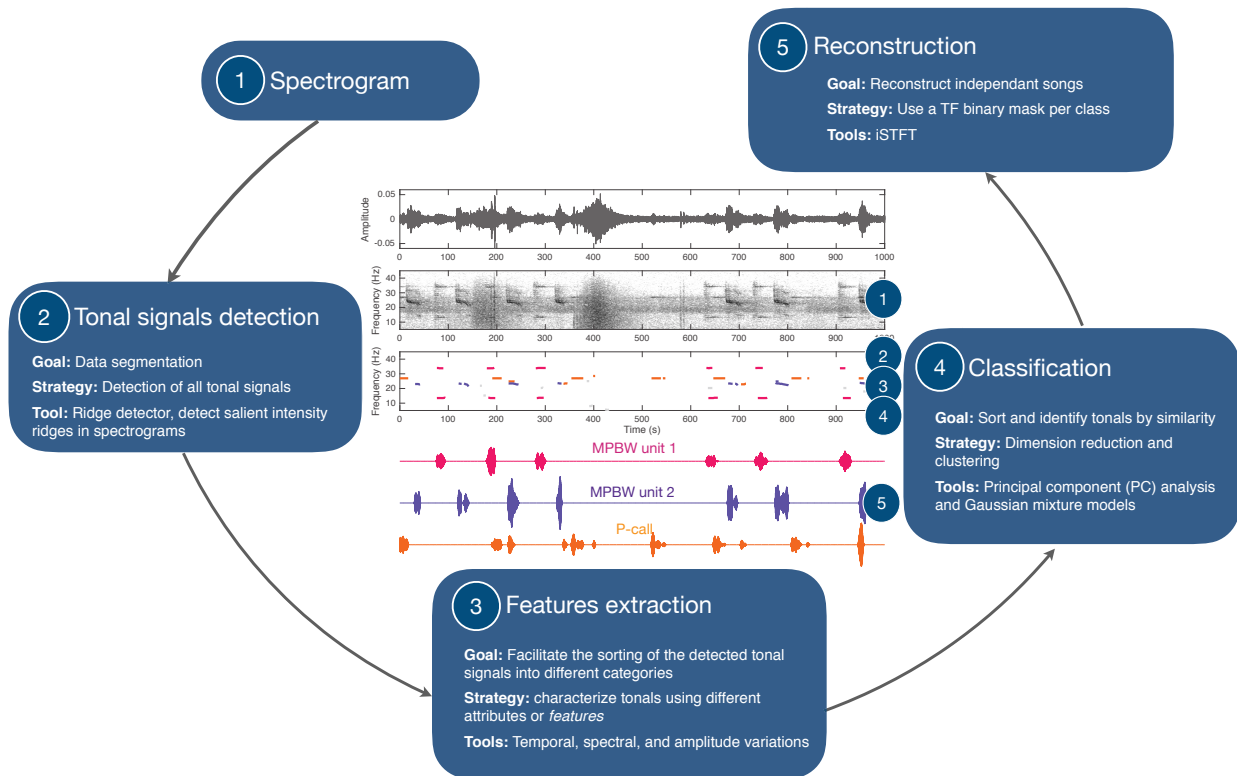 1 Spectrogram
2 Tonal signals detection
Goal: Data segmentation
Strategy: Detection of all tonal signals
Tool: Ridge detector, detect salient intensity
ridges in spectrograms
3 Features extraction
Goal: Facilitate the sorting of the detected tonal
signals into different categories
Strategy: characterize tonals using different
attributes or features
Tools: Temporal, spectral, and amplitude variations
4 Classification
Goal: Sort and identify tonals by similarity
Strategy: Dimension reduction and
clustering
Tools: Principal component (PC) analysis
and Gaussian mixture models
5 Reconstruction
Goal: Reconstruct independant songs
Strategy: Use a TF binary mask per class
Tools: iSTFT
Amplitude
0.05
0
-0.05
0 100 200 300 400 500 600 700 800 900 1000
Frequency (Hz)
40
30
20
10
0 100 200 300 400 500 600 700 800 900
1
Frequency (Hz)
40
30
20
10
0 100 200 300 400 500 600 700 800 900
Time (s)
2
3
4
MPBW unit 1
MPBW unit 2
5
P-call